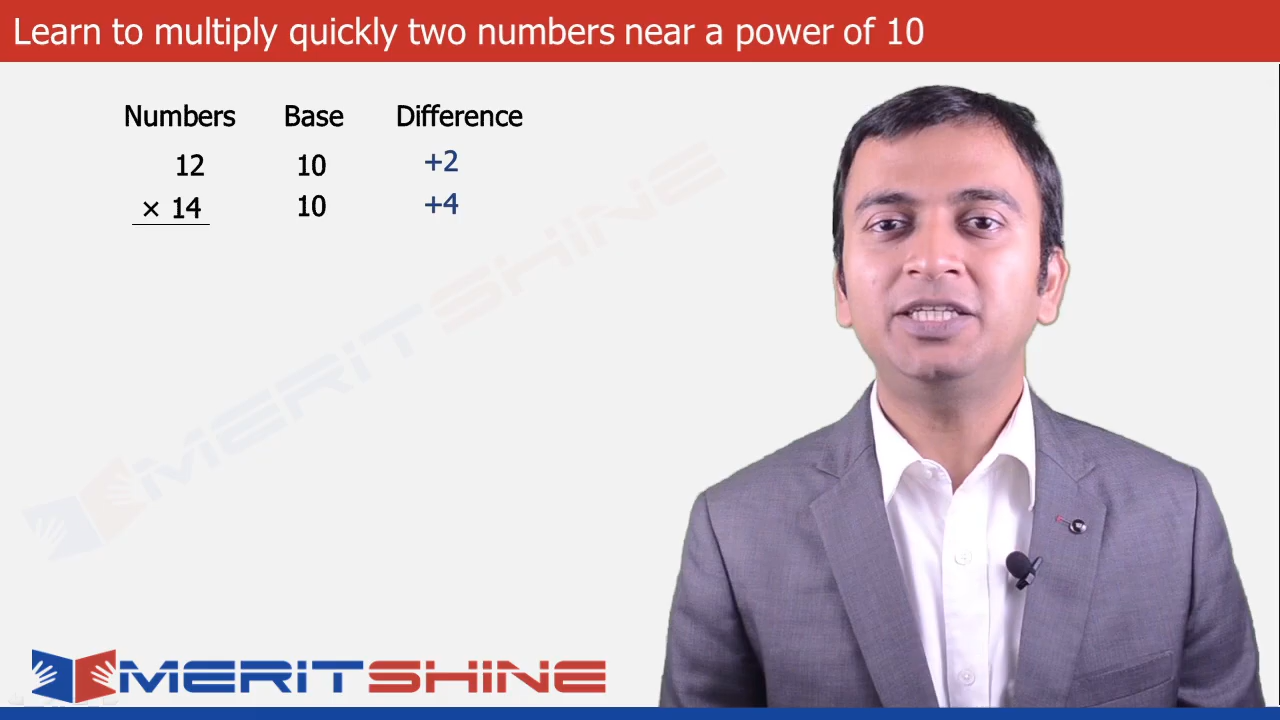 Learn to multiply quickly two numbers near a power of 10
Numbers Base Difference
12 10 +2
× 14 10 +4
MERITSHINE
MERITSHINE